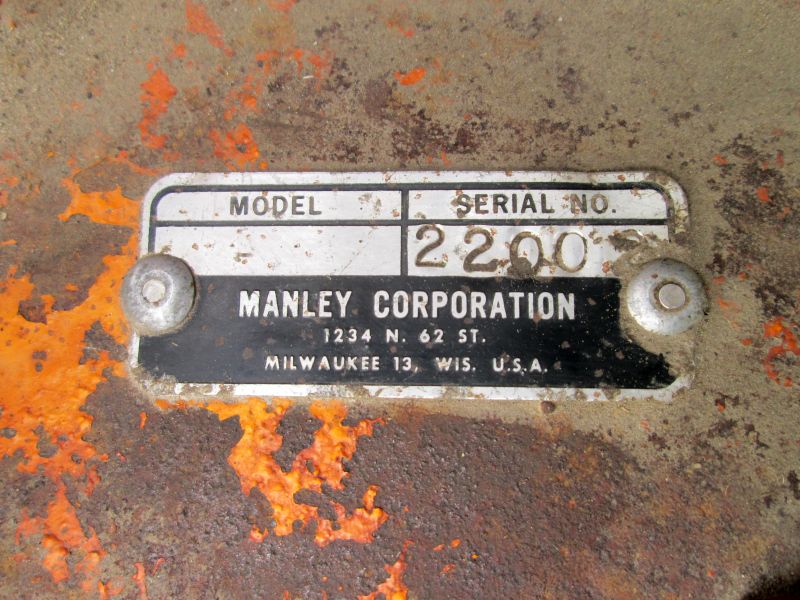 MODEL SERIAL NO.
2200
MANLEY CORPORATION
1234 N. 62 ST.
MILWAUKEE 13, WIS. U.S.A.